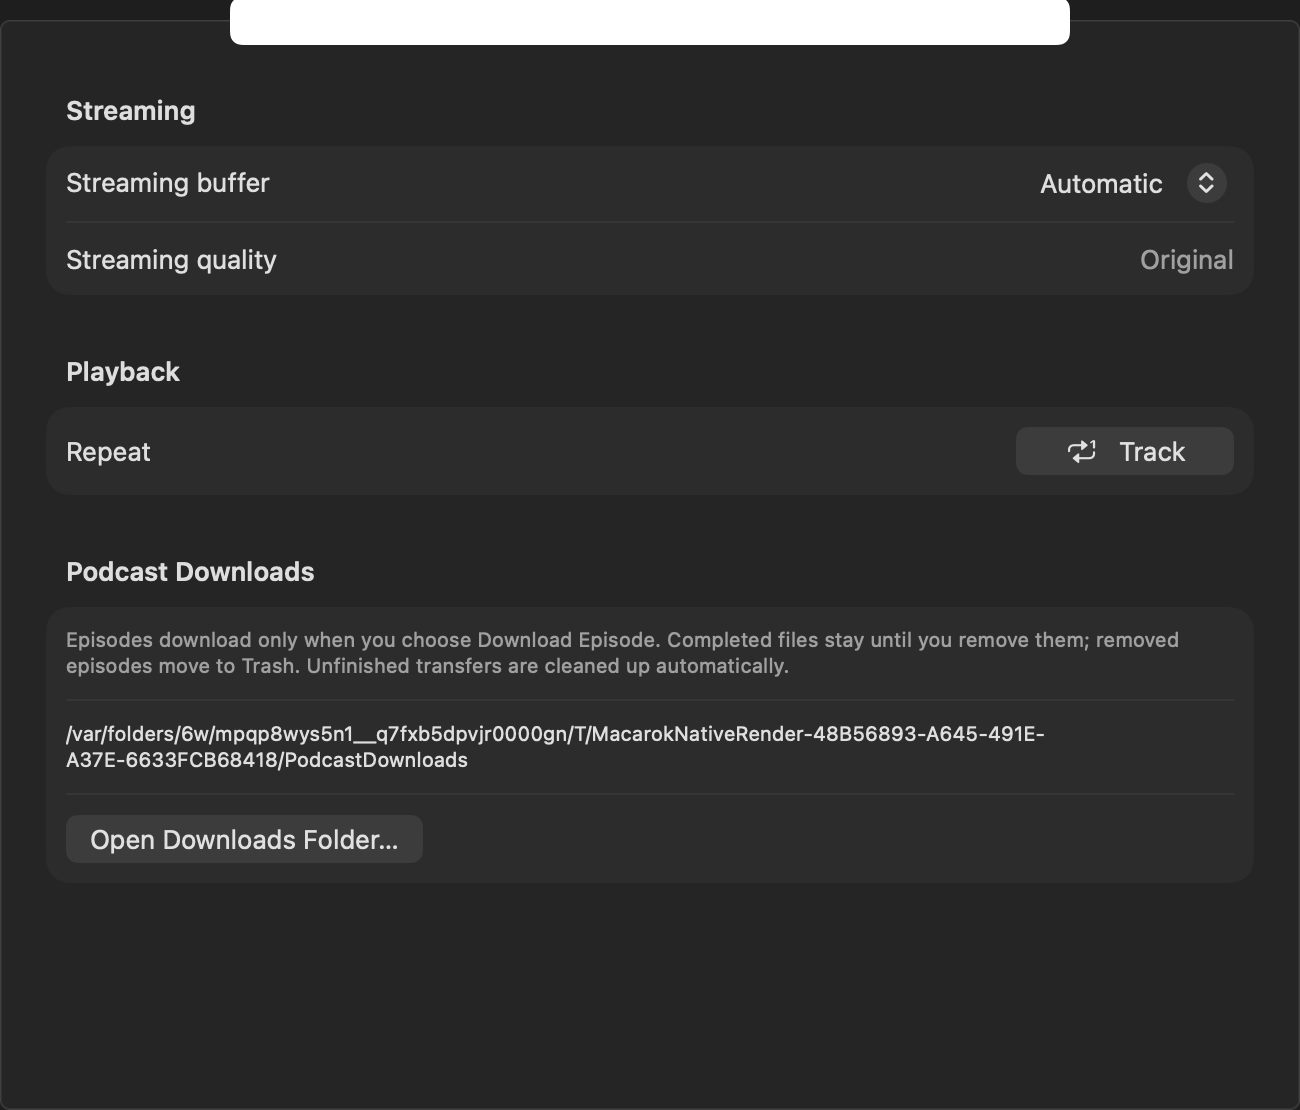 Streaming
Streaming buffer
Automatic
Streaming quality
Original
Playback
Repeat
Track
Podcast Downloads
Episodes download only when you choose Download Episode. Completed files stay until you remove them; removed
episodes move to Trash. Unfinished transfers are cleaned up automatically.
/var/folders/6w/mpqp8wys5n1__q7fxb5dpvjr0000gn/T/MacarokNativeRender-48B56893-A645-491E-
A37E-6633FCB68418/PodcastDownloads
Open Downloads Folder...